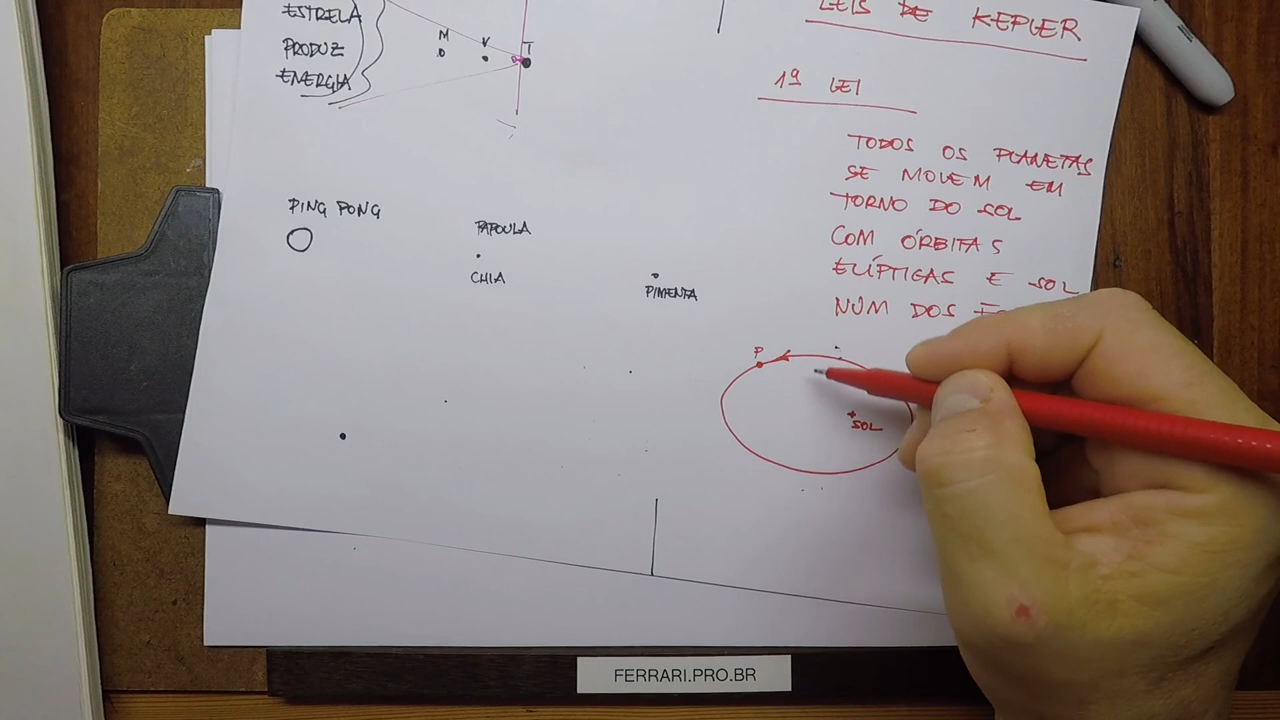 ESTRELA
PRODUZ
ENERGIA
M
V
T
LEIS DE KEPLER
1ª LEI
TODOS OS PLANETAS
SE MOVEM EM
TORNO DO SOL
COM ÓRBITAS
ELÍPTICAS E SOL
NUM DOS
PING PONG
PAPOULA
CHIA
PIMENTA
P
SOL
FERRARI.PRO.BR